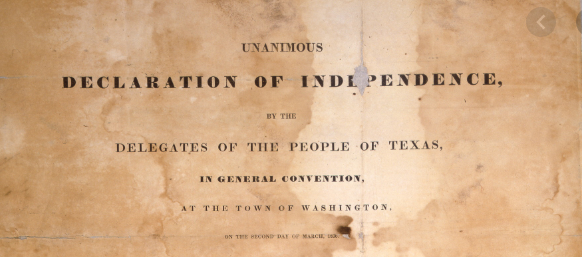 UNANIMOUS
DECLARATION OF INDEPENDENCE,
BY THE
DELEGATES OF THE PEOPLE OF TEXAS,
IN GENERAL CONVENTION,
AT THE TOWN OF WASHINGTON,
ON THE SECOND DAY OF MARCH,